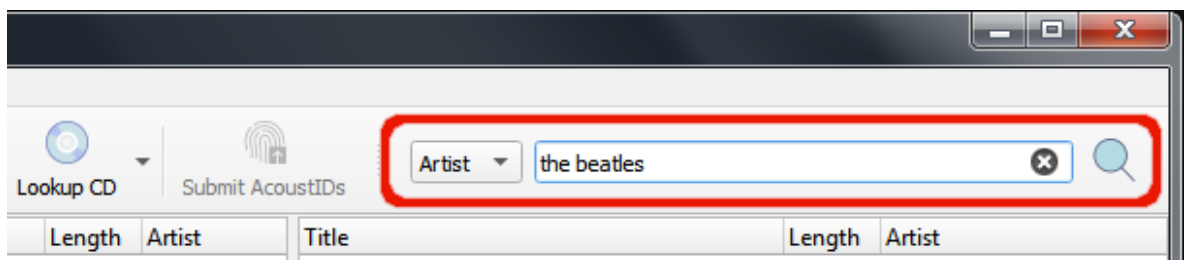 Artist the beatles
Lookup CD Submit AcoustIDs
Length Artist Title Length Artist